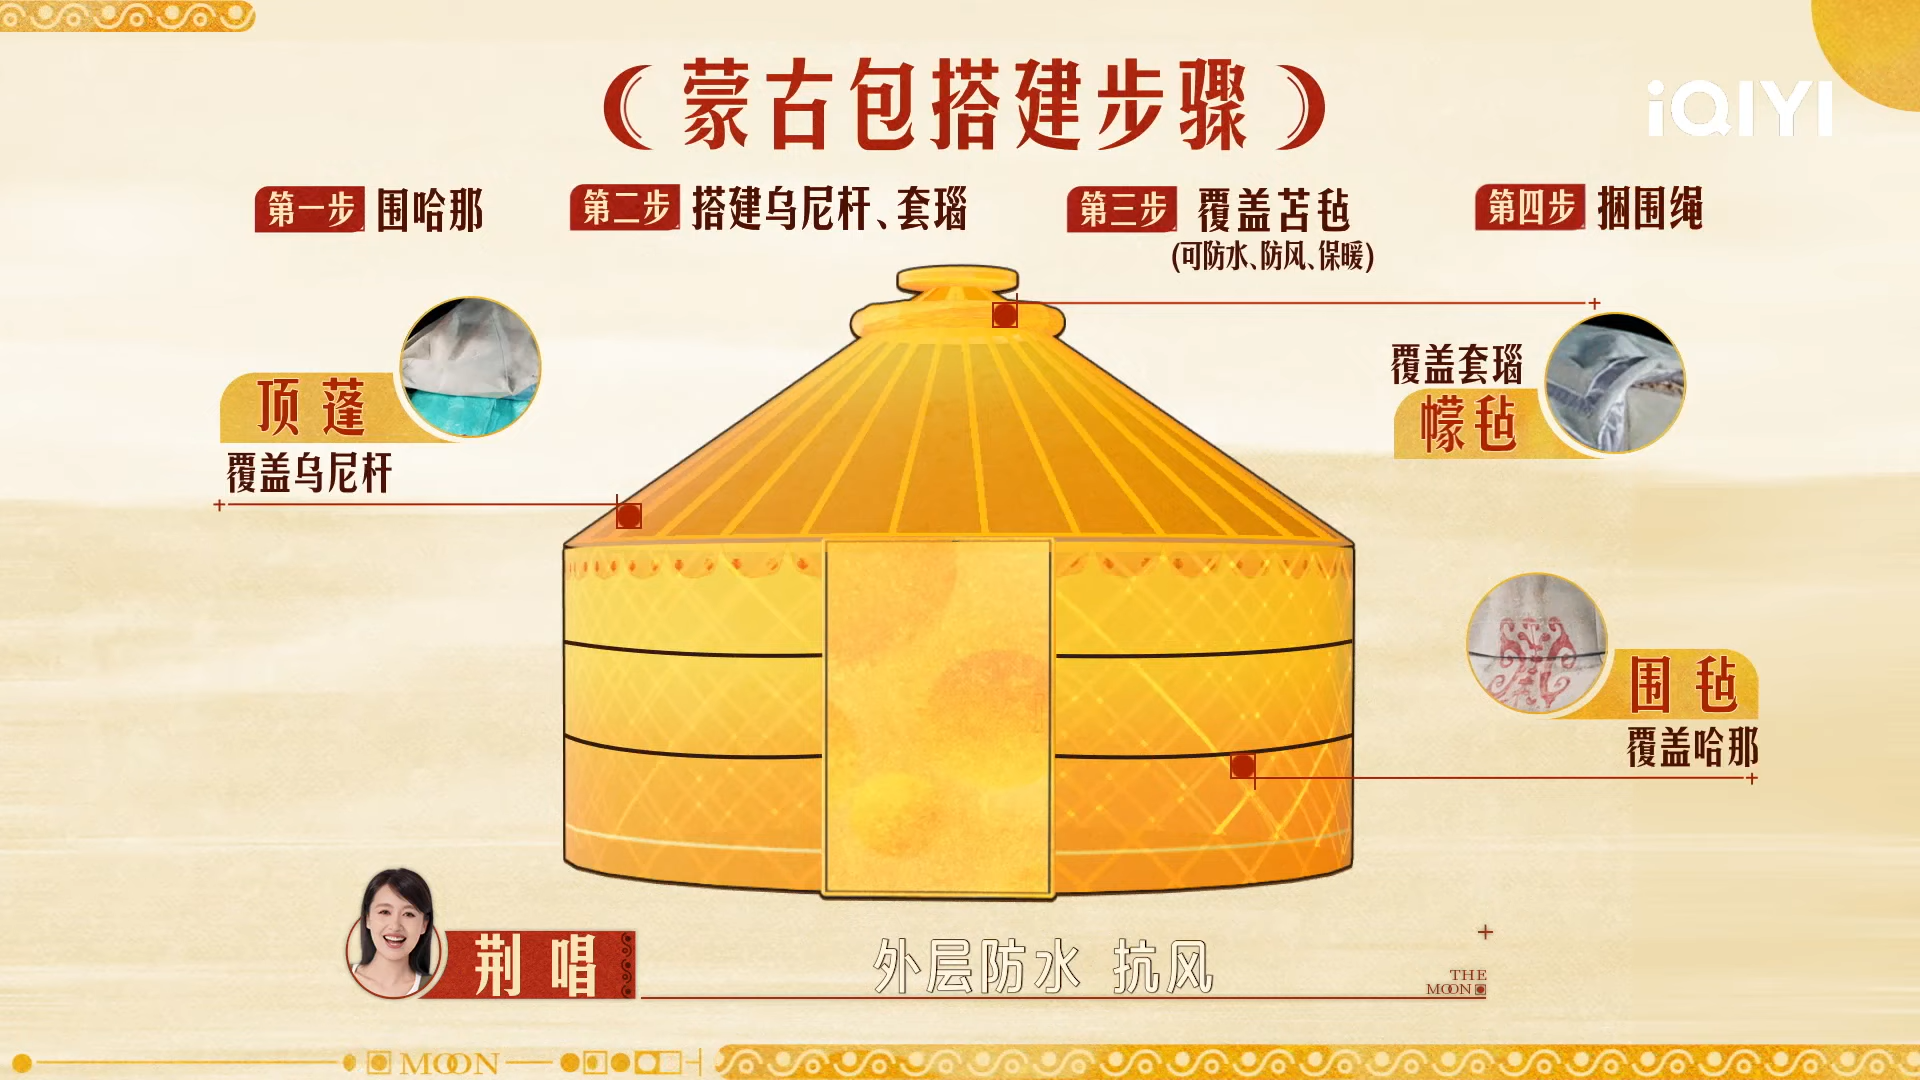 蒙古包搭建步骤
iQIYI
第一步 围哈那
第二步 搭建乌尼杆、套瑙
第三步 覆盖苫毡
(可防水、防风、保暖)
第四步 捆围绳
顶蓬
覆盖乌尼杆
覆盖套瑙
幪毡
围毡
覆盖哈那
荆唱
外层防水 抗风
THE
MOON
MOON